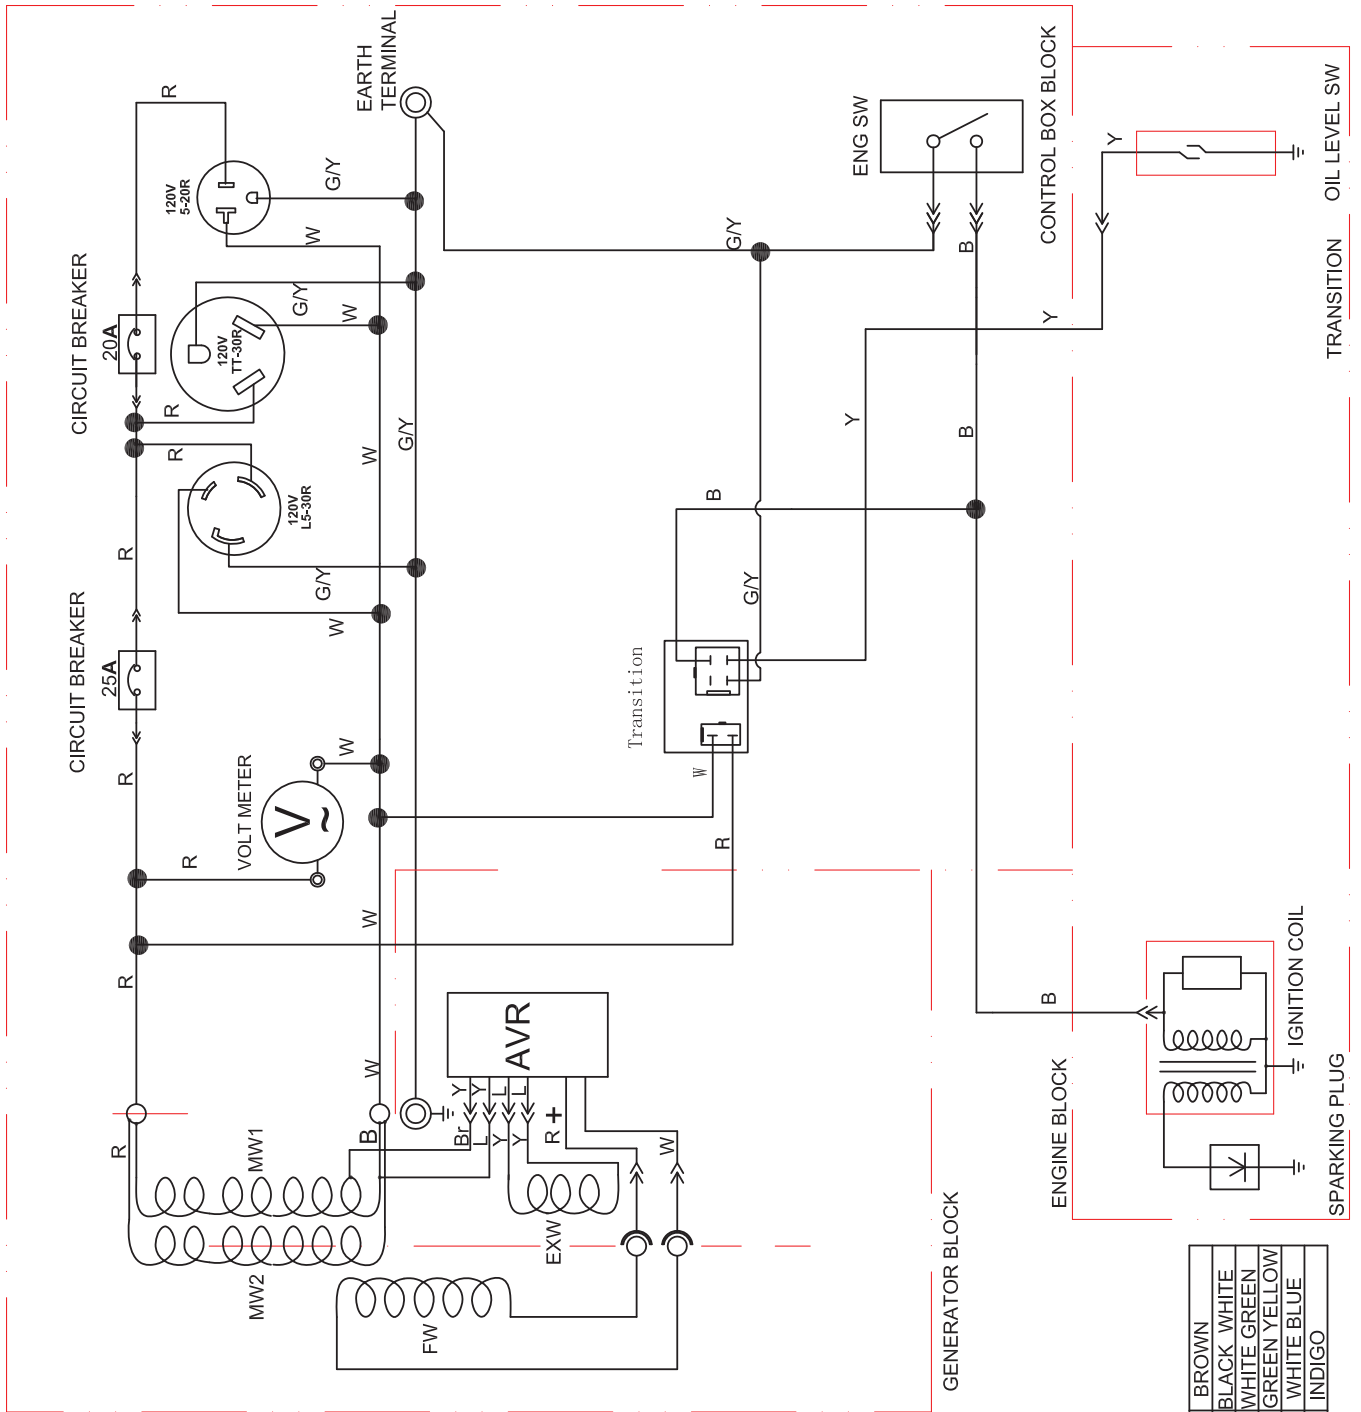 EARTH
TERMINAL
R
120V
5-20R
G/Y
W
CIRCUIT BREAKER
20A
120V
TT-30R
G/Y
W
R
R
120V
L5-30R
G/Y
W
W
G/Y
R
CIRCUIT BREAKER
25A
R
VOLT METER
V
~
W
R
W
R
W
ENG SW
CONTROL BOX BLOCK
G/Y
B
B
B
Y
Y
Y
OIL LEVEL SW
TRANSITION
G/Y
Transition
W
R
AVR
Y
Y
L
L
Br
L
Y
Y
R
+
W
R
B
MW1
MW2
EXW
FW
GENERATOR BLOCK
ENGINE BLOCK
B
IGNITION COIL
SPARKING PLUG
BROWN
BLACK WHITE
WHITE GREEN
GREEN YELLOW
WHITE BLUE
INDIGO